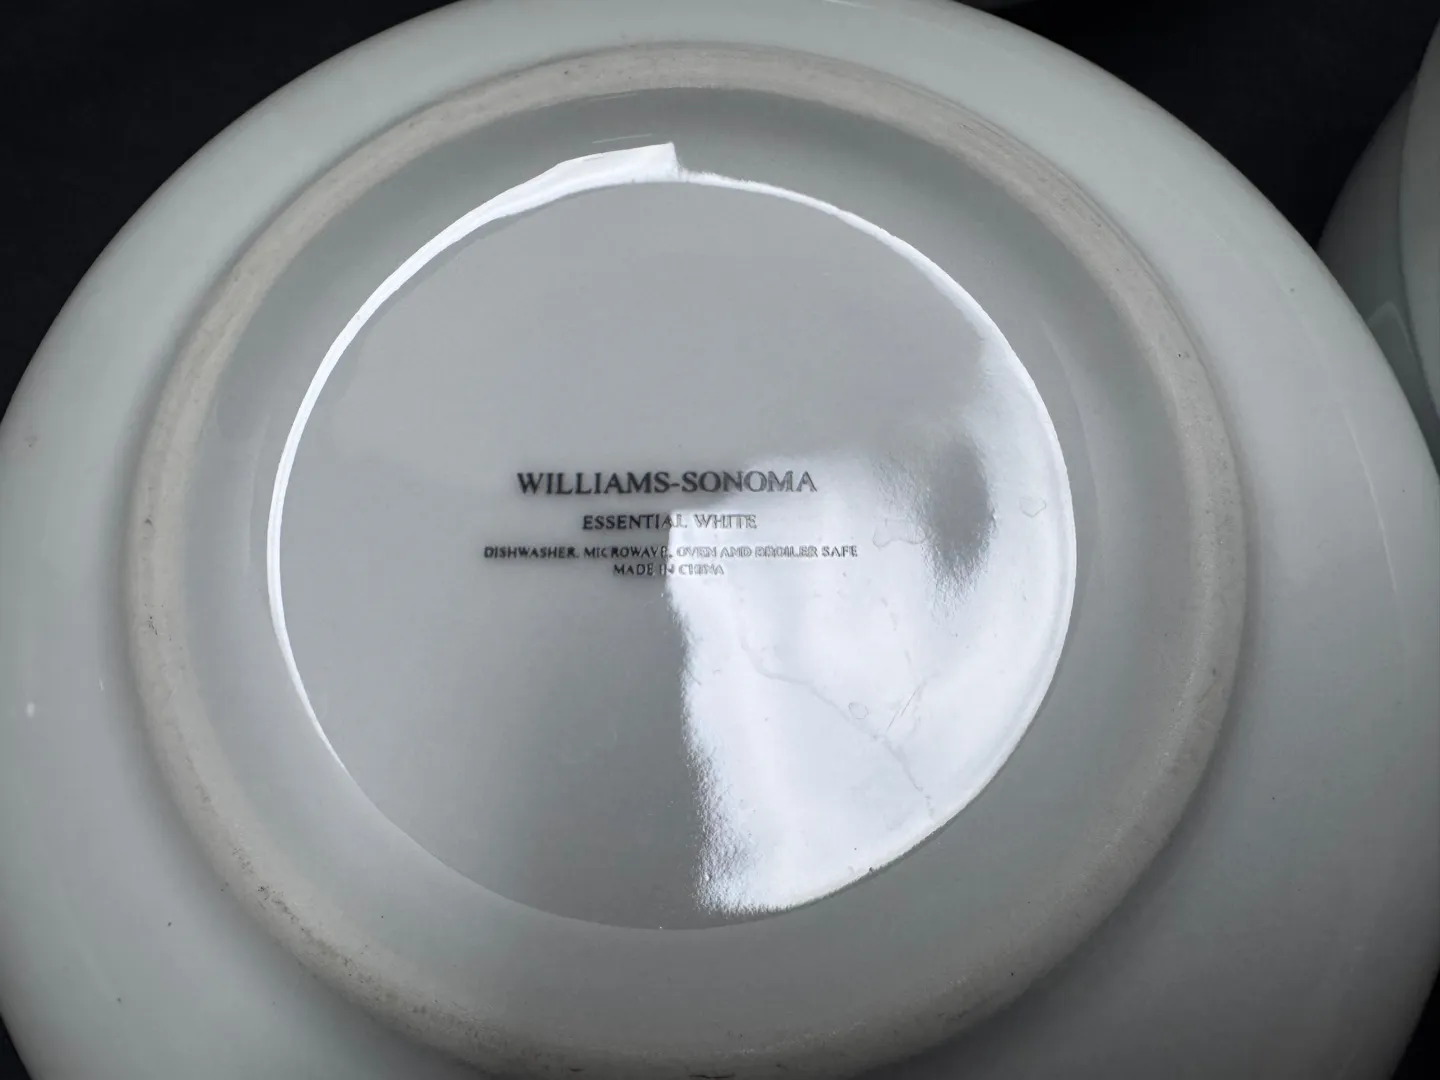 WILLIAMS-SONOMA
ESSENTIAL WHITE
DISHWASHER, MICROWAVE, OVEN AND BROILER SAFE
MADE IN CHINA